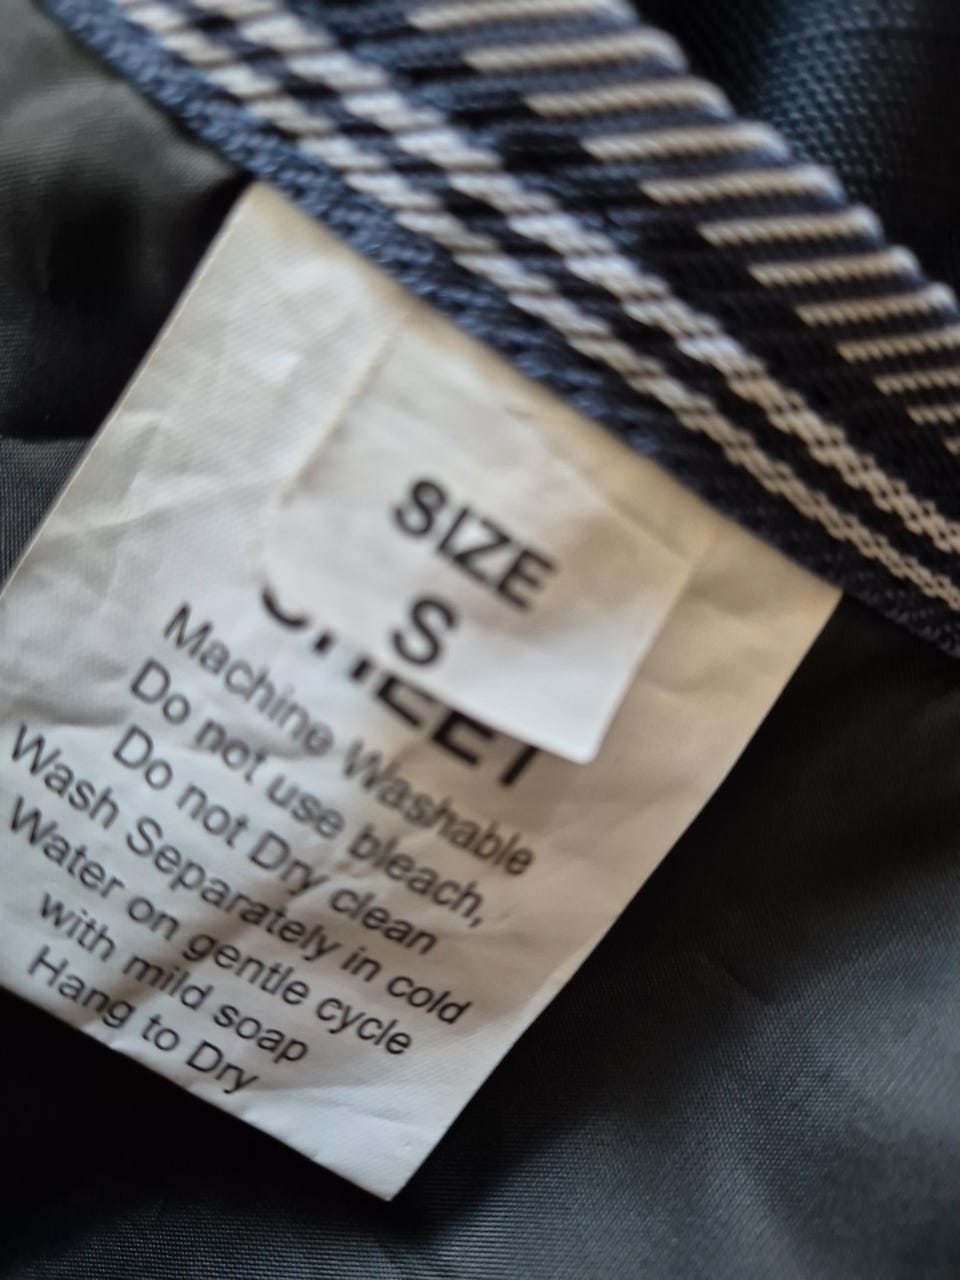 SIZE
S
Machine Washable
Do not use bleach,
Do not Dry clean
Wash Separately in cold
Water on gentle cycle
with mild soap
Hang to Dry